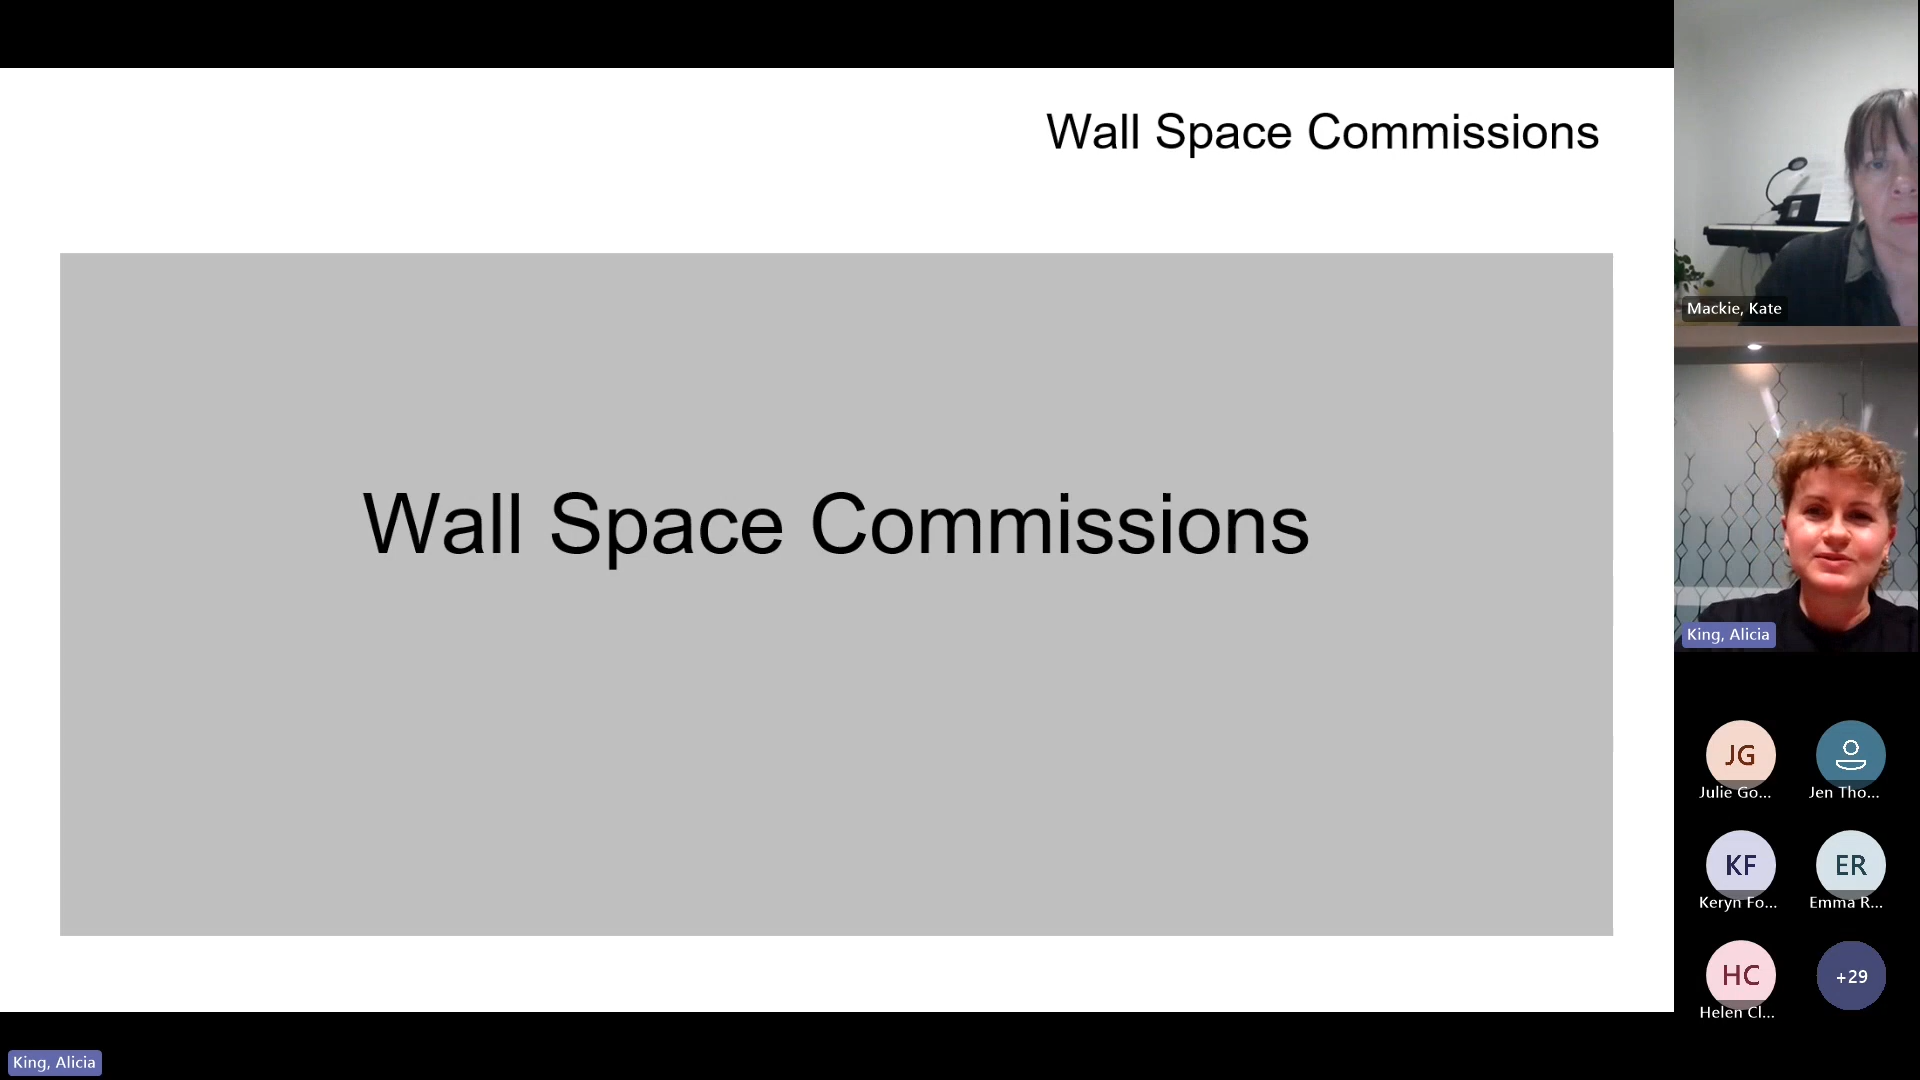 Wall Space Commissions
Wall Space Commissions
Mackie, Kate
King, Alicia
JG
Julie Go...
Jen Tho...
KF
ER
Keryn Fo...
Emma R...
HC
+29
Helen Cl...
King, Alicia